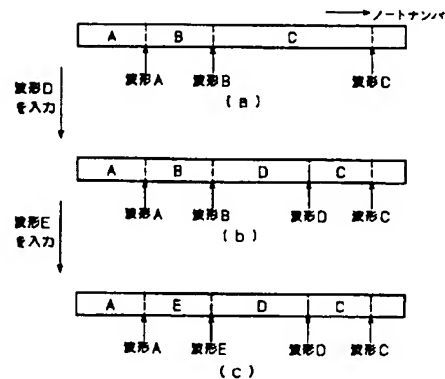 →ノートナンバ
A B C
波形A 波形B 波形C
(a)
波形D
を入力
A B D C
波形A 波形B 波形D 波形C
(b)
波形E
を入力
A E D C
波形A 波形E 波形D 波形C
(c)